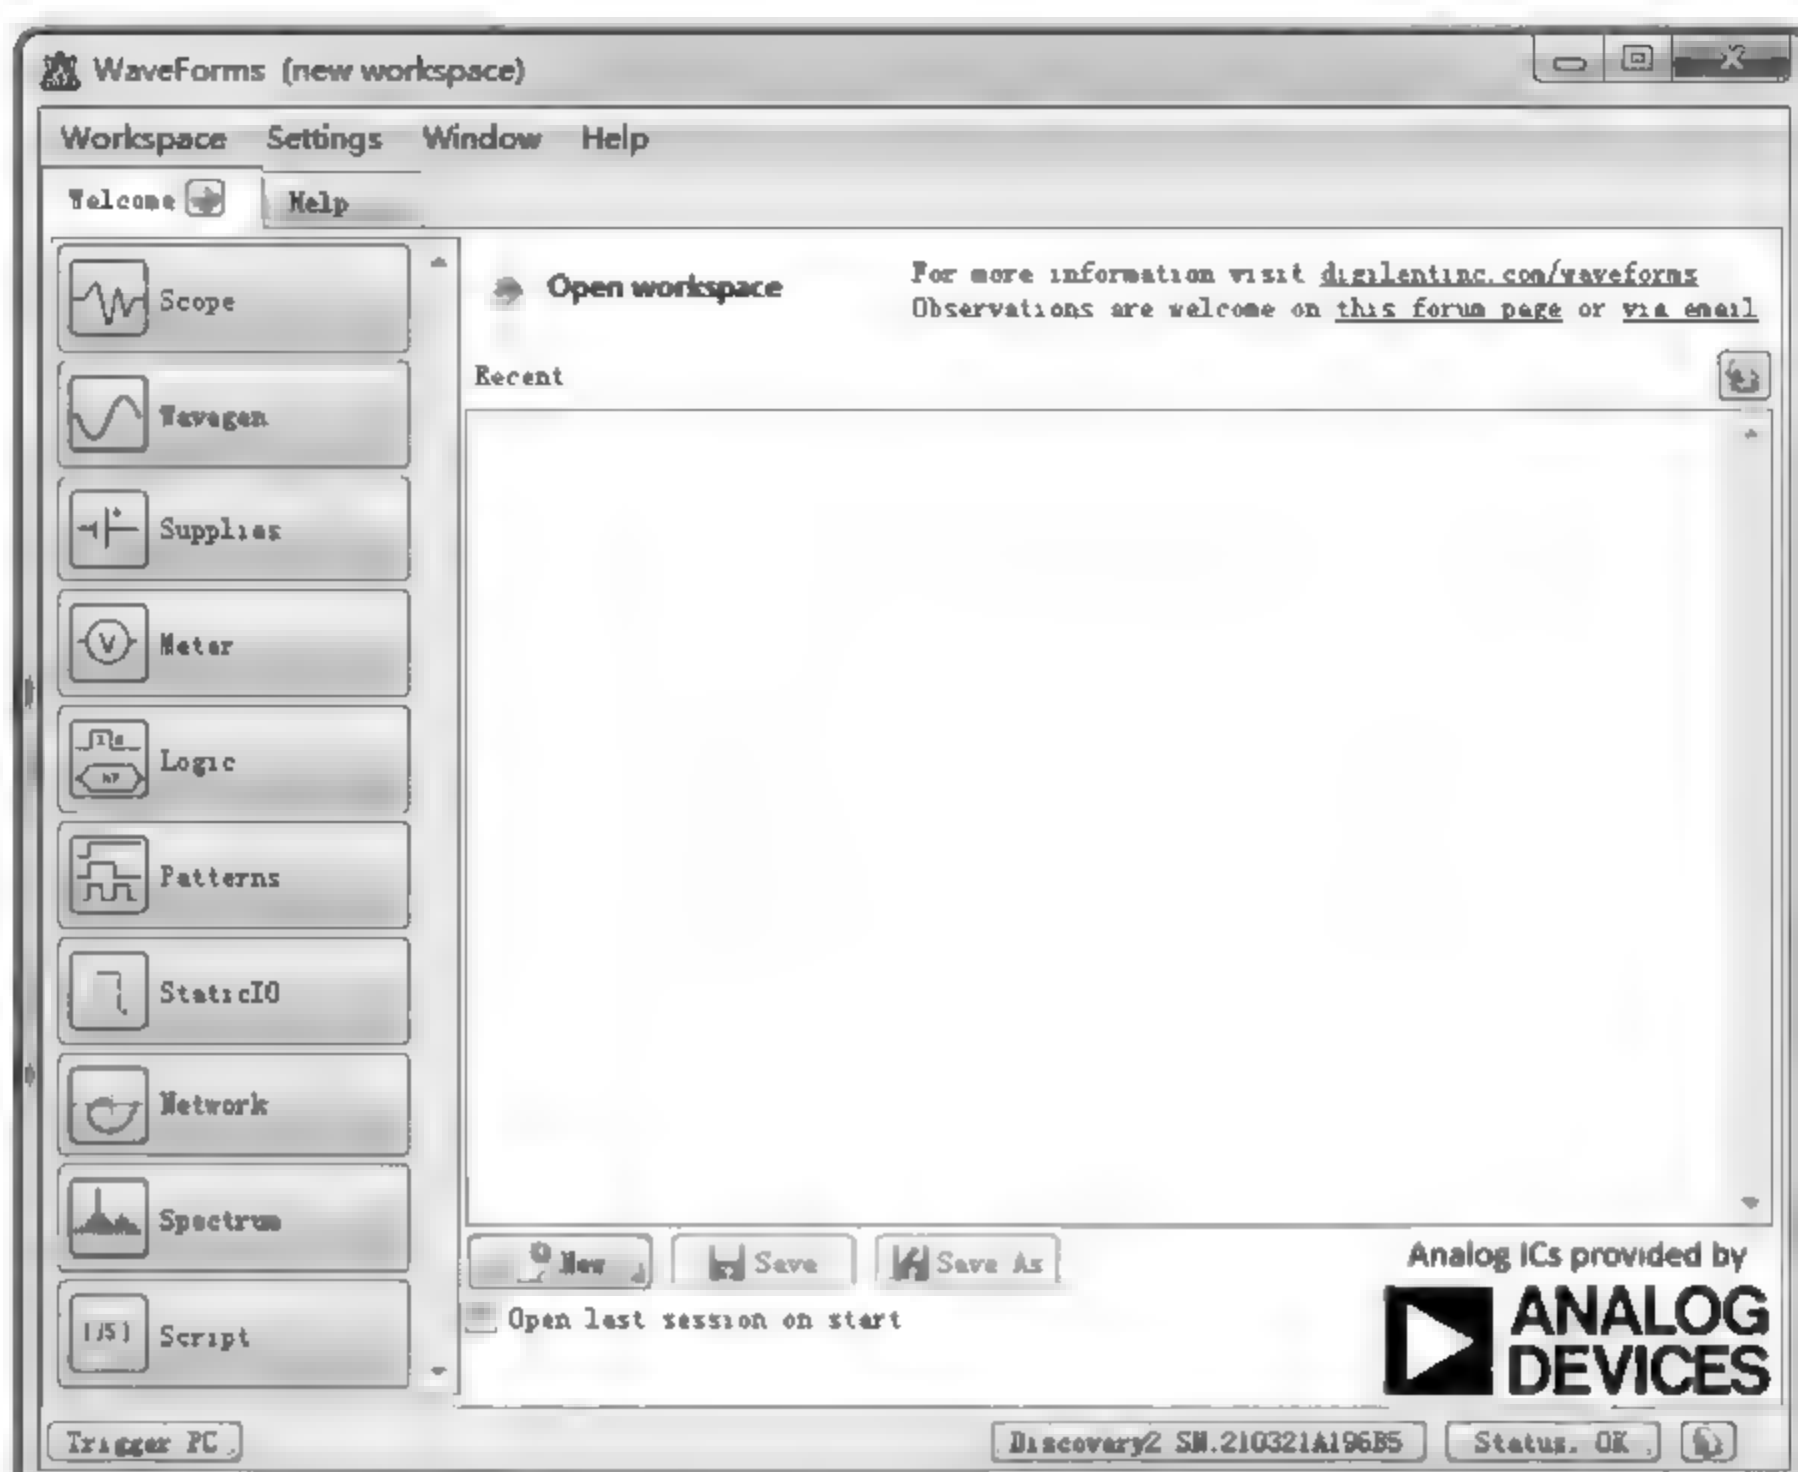 WaveForms (new workspace)
Workspace Settings Window Help
Welcome Help
Scope
Wavegen
Supplies
Meter
Logic
Patterns
StaticIO
Network
Spectrum
Script
Open workspace
For more information visit digilentinc.com/waveforms
Observations are welcome on this forum page or via email
Recent
New Save Save As
Open last session on start
Analog ICs provided by
ANALOG
DEVICES
Trigger PC Discovery2 SN:210321A196B5 Status: OK